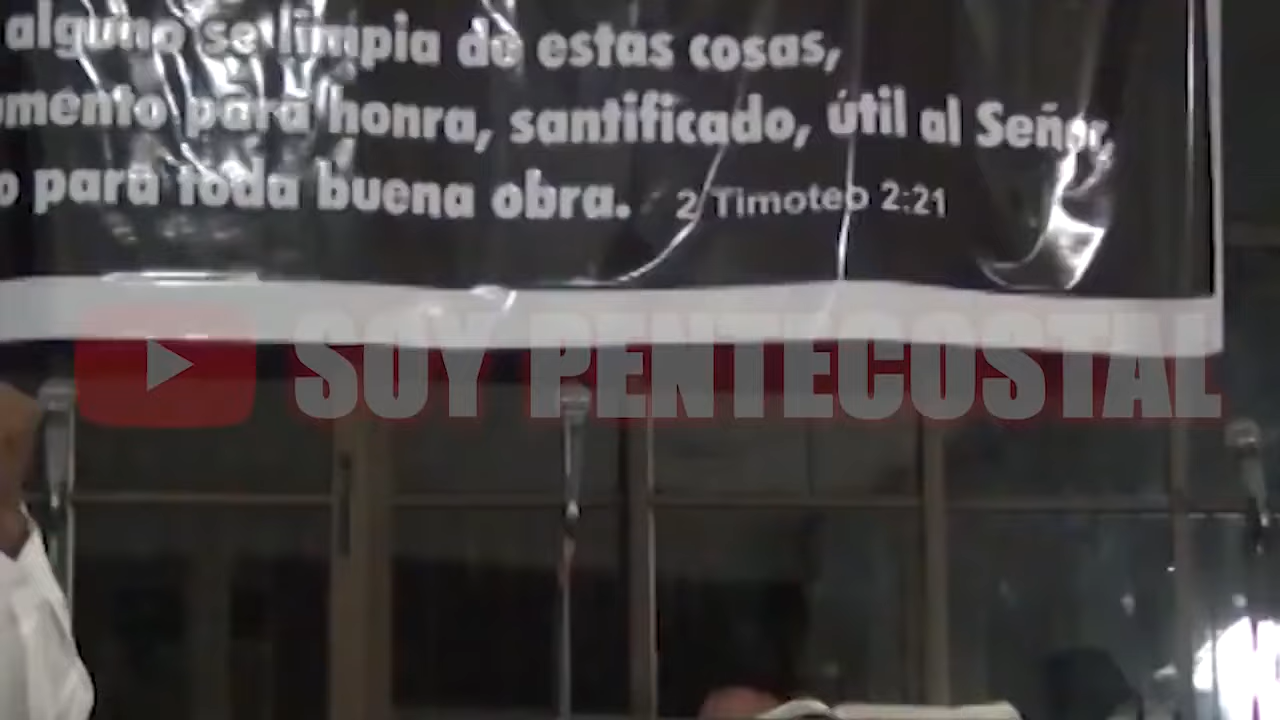 alguno se limpia de estas cosas,
umento para honra, santificado, útil al Señor,
o para toda buena obra. 2 Timoteo 2:21
SOY PENTECOSTAL